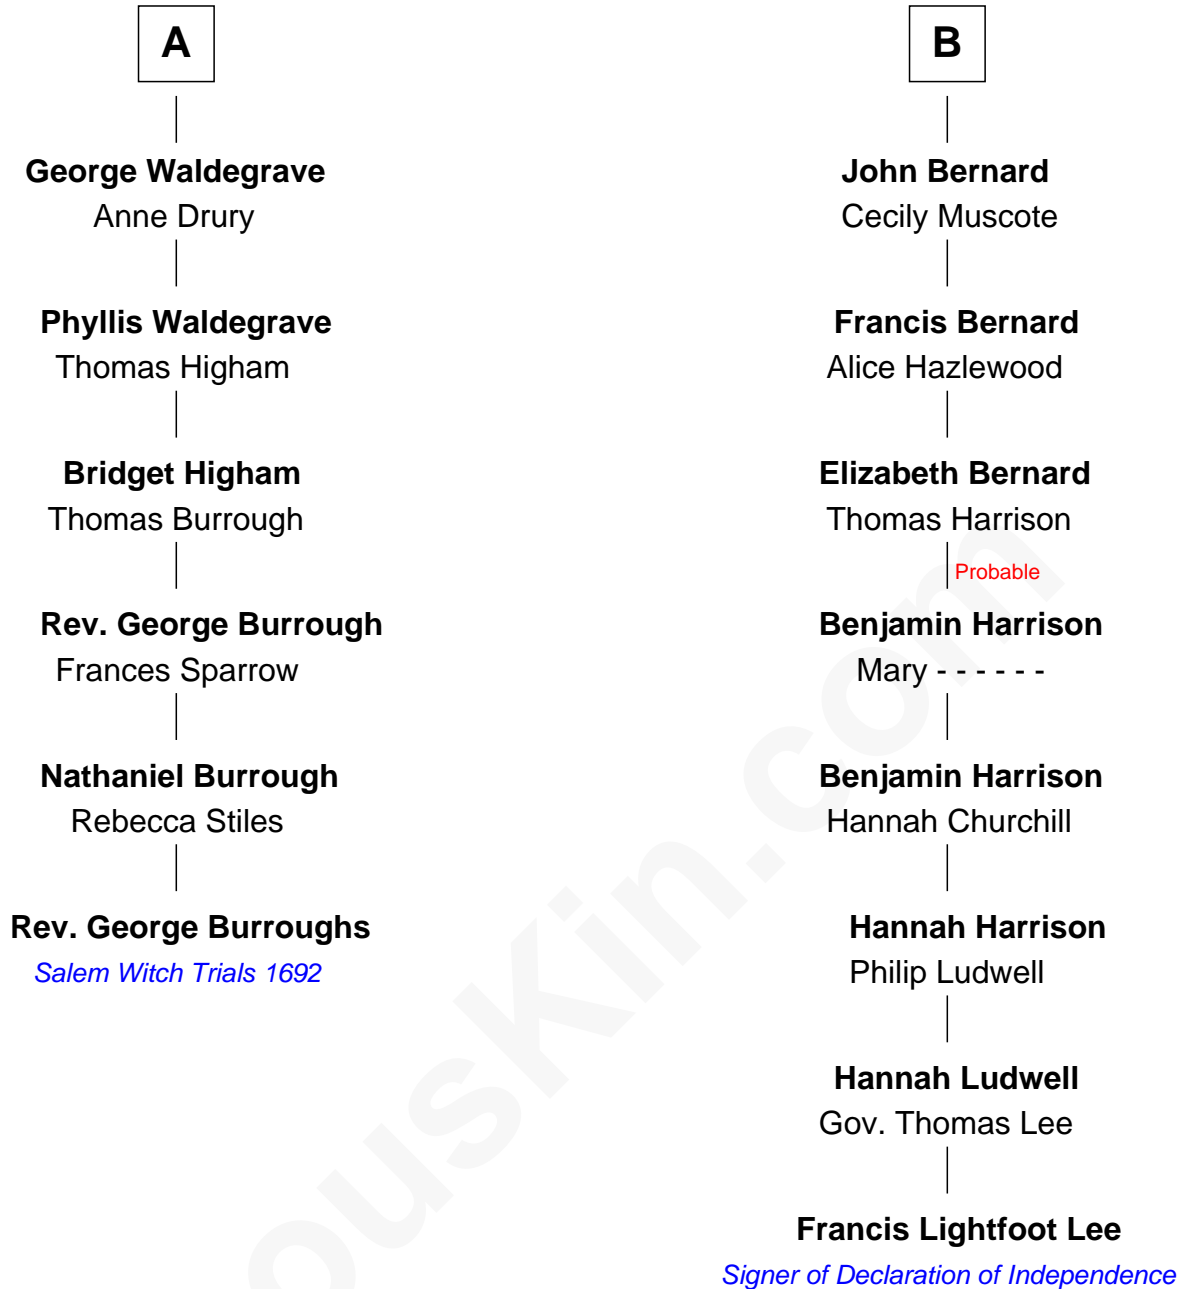 A
George Waldegrave
Anne Drury
Phyllis Waldegrave
Thomas Higham
Bridget Higham
Thomas Burrough
Rev. George Burrough
Frances Sparrow
Nathaniel Burrough
Rebecca Stiles
Rev. George Burroughs
Salem Witch Trials 1692
B
John Bernard
Cecily Muscote
Francis Bernard
Alice Hazlewood
Elizabeth Bernard
Thomas Harrison
Probable
Benjamin Harrison
Mary - - - - - -
Benjamin Harrison
Hannah Churchill
Hannah Harrison
Philip Ludwell
Hannah Ludwell
Gov. Thomas Lee
Francis Lightfoot Lee
Signer of Declaration of Independence
ousKin.com